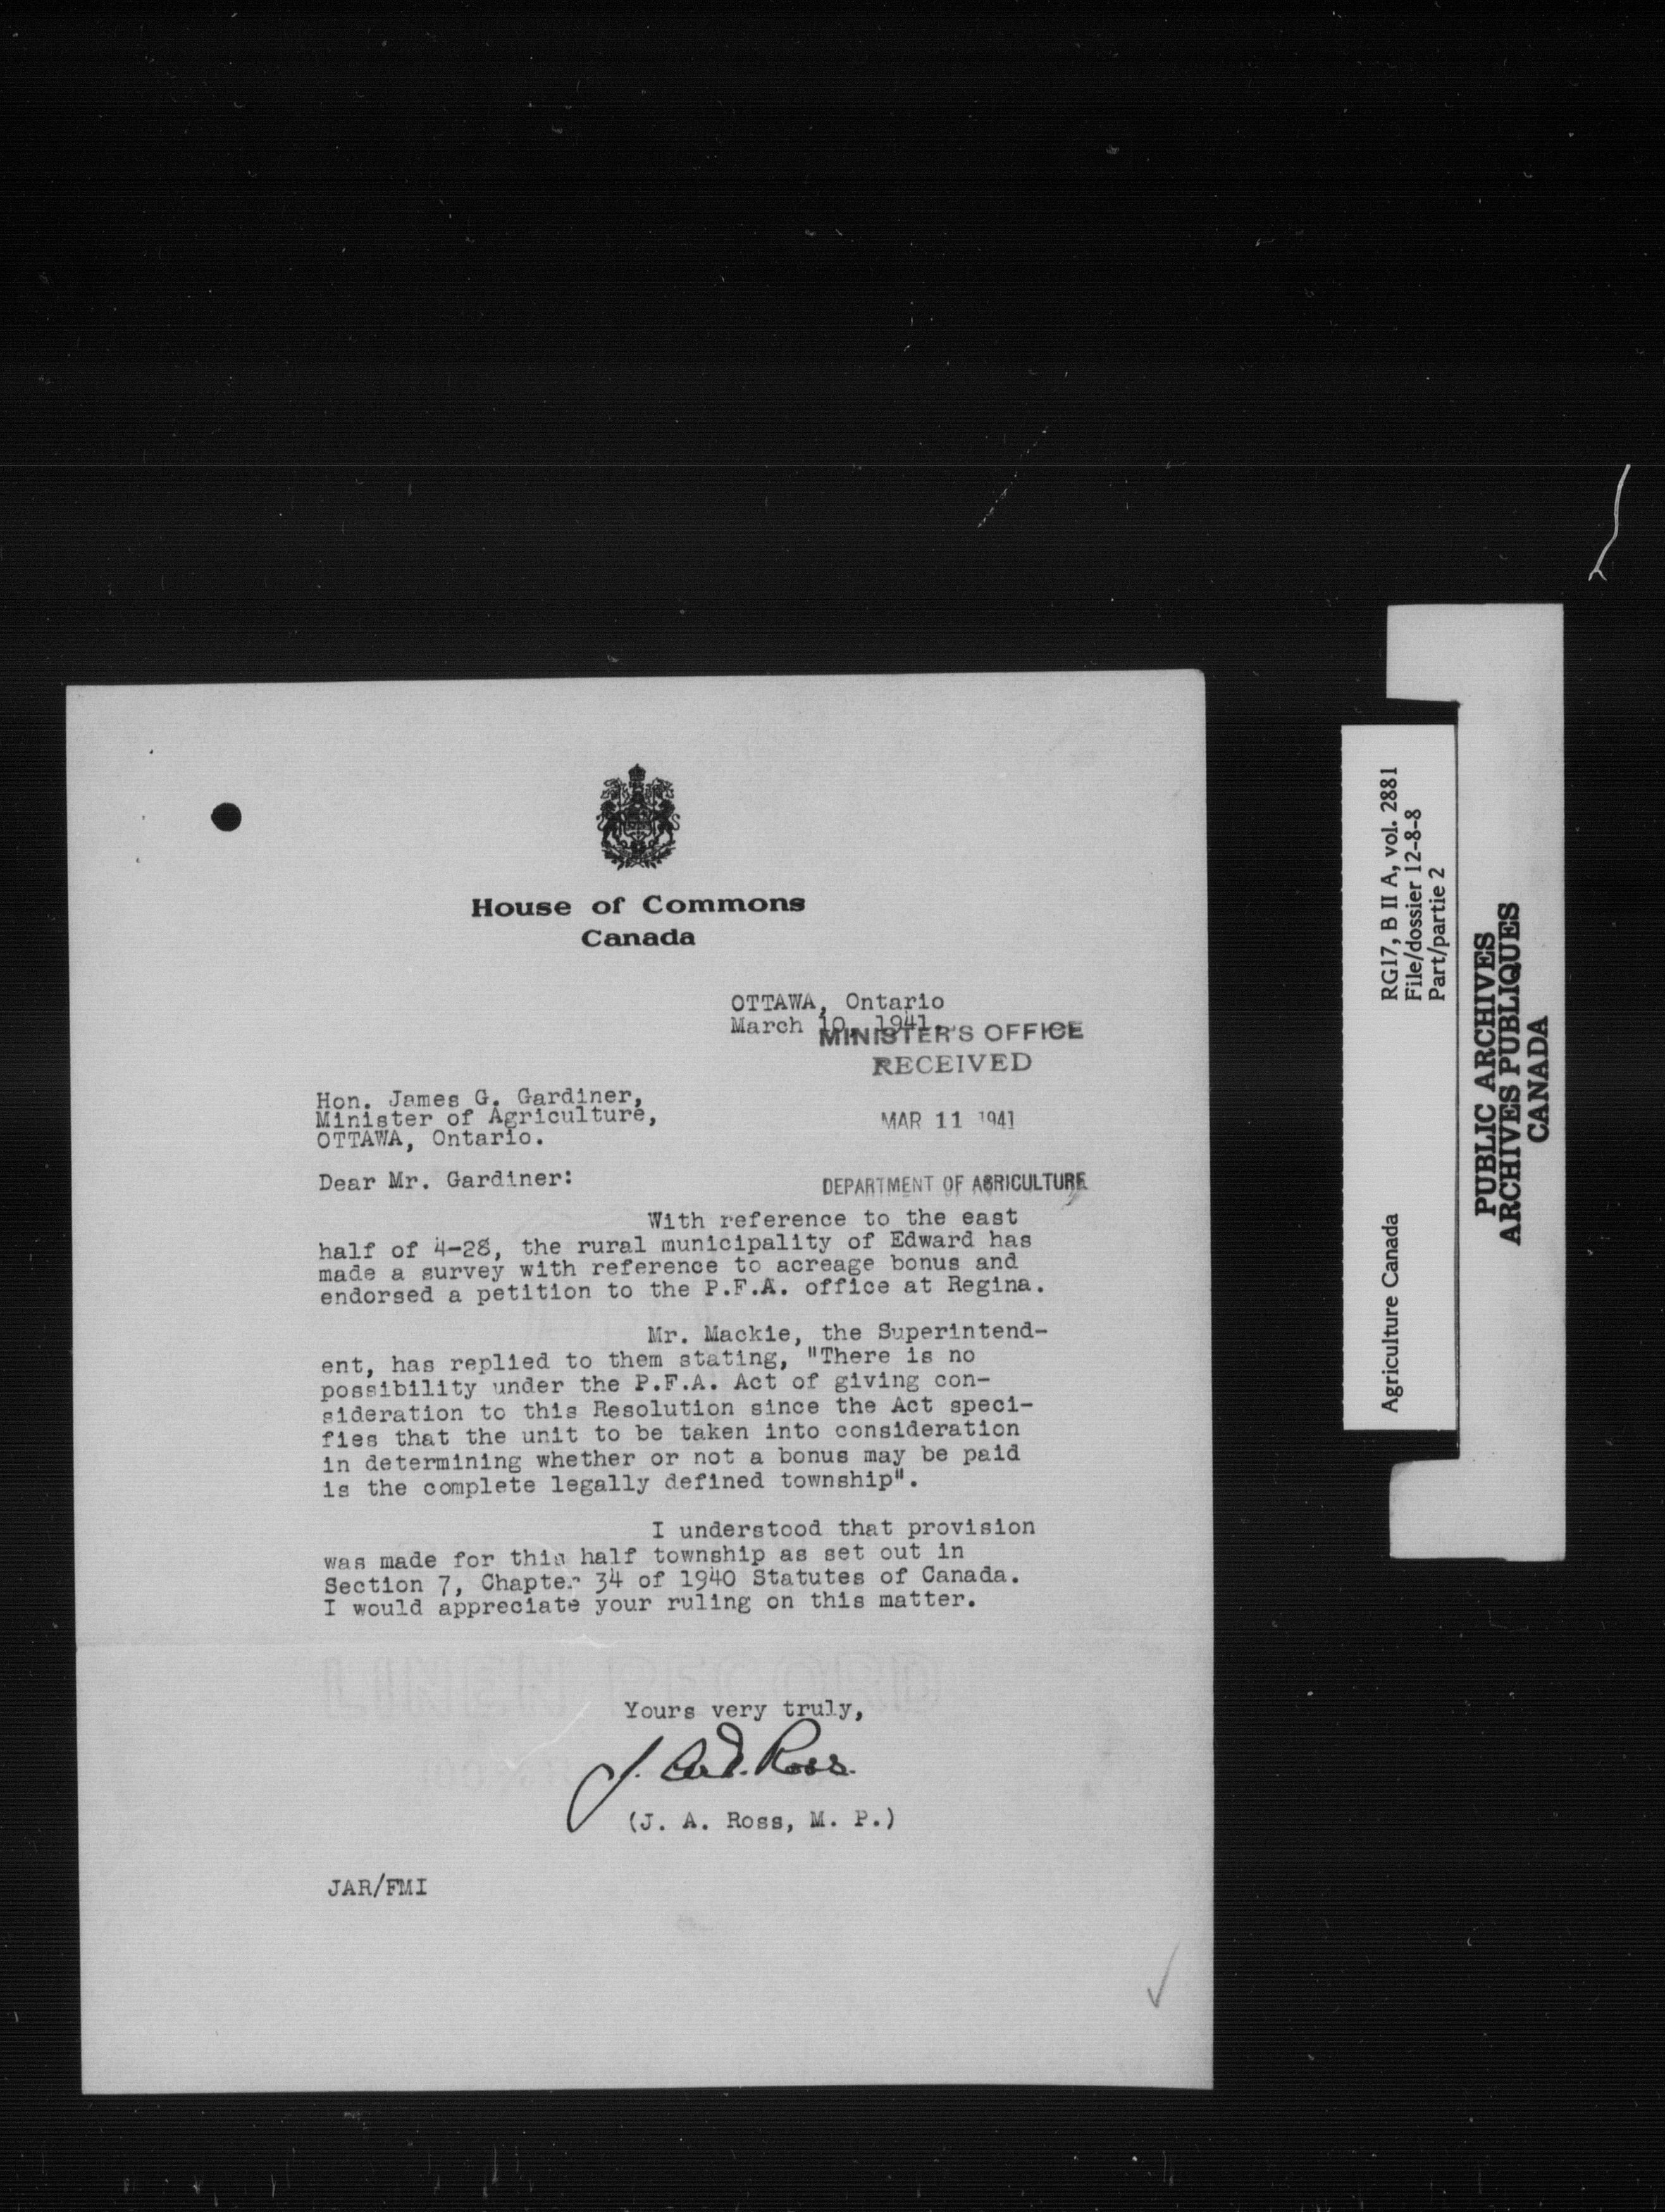 House of Commons
Canada
OTTAWA, Ontario
March 10, 1941.
MINISTER'S OFFICE
RECEIVED
MAR 11 1941
DEPARTMENT OF AGRICULTURE
Hon. James G. Gardiner,
Minister of Agriculture,
OTTAWA, Ontario.
Dear Mr. Gardiner:
With reference to the east
half of 4-28, the rural municipality of Edward has
made a survey with reference to acreage bonus and
endorsed a petition to the P.F.A. office at Regina.
Mr. Mackie, the Superintend-
ent, has replied to them stating, "There is no
possibility under the P.F.A. Act of giving con-
sideration to this Resolution since the Act speci-
fies that the unit to be taken into consideration
in determining whether or not a bonus may be paid
is the complete legally defined township".
I understood that provision
was made for this half township as set out in
Section 7, Chapter 34 of 1940 Statutes of Canada.
I would appreciate your ruling on this matter.
LINEN RECORD
Yours very truly,
J. A. Ross.
(J. A. Ross, M. P.)
JAR/FMI
Agriculture Canada
RG17, B II A, vol. 2881
File/dossier 12-8-8
Part/partie 2
PUBLIC ARCHIVES
ARCHIVES PUBLIQUES
CANADA